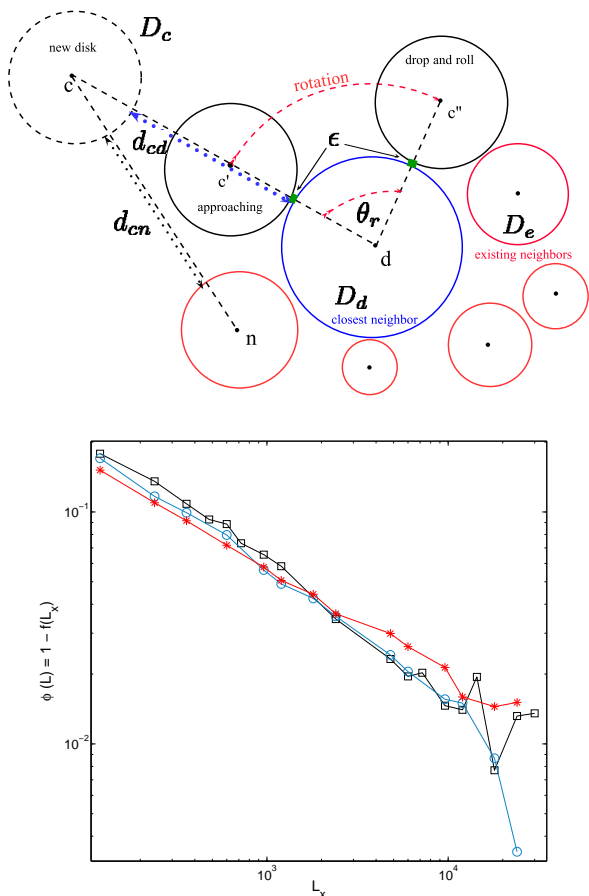 D_c
new disk
c
drop and roll
rotation
c"
ϵ
d_cd
c'
approaching
θ_r
d_cn
D_e
existing neighbors
d
D_d
closest neighbor
n
10^-1
ϕ (L) = 1 − f(L_x)
10^-2
10^3
10^4
L_x